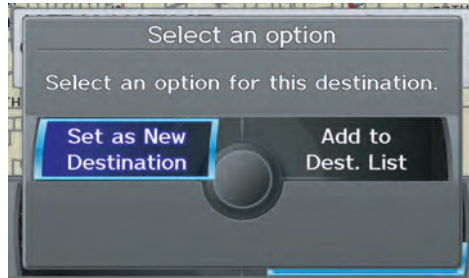 Select an option
Select an option for this destination.
Set as New
Destination
Add to
Dest. List